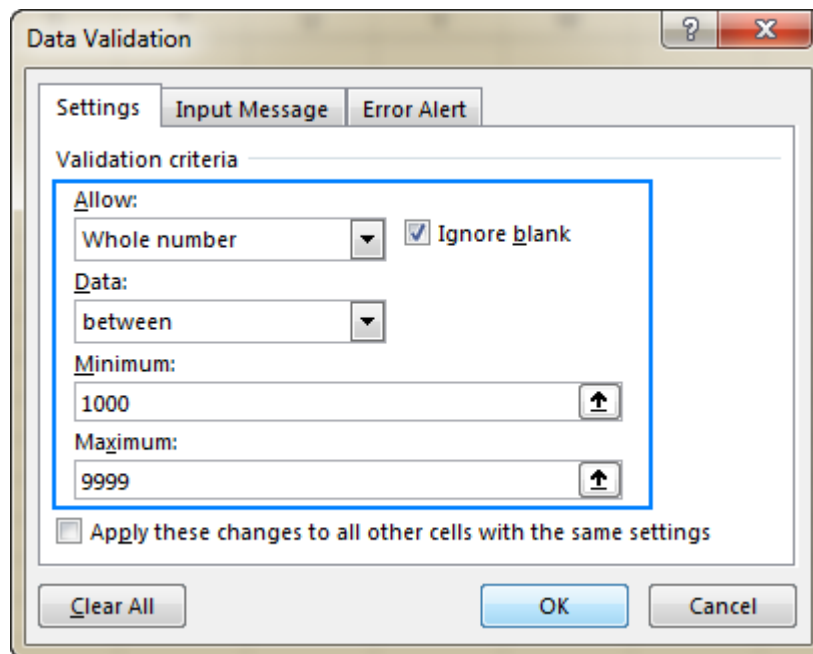 Data Validation
Settings Input Message Error Alert
Validation criteria
Allow:
Whole number Ignore blank
Data:
between
Minimum:
1000
Maximum:
9999
Apply these changes to all other cells with the same settings
Clear All OK Cancel